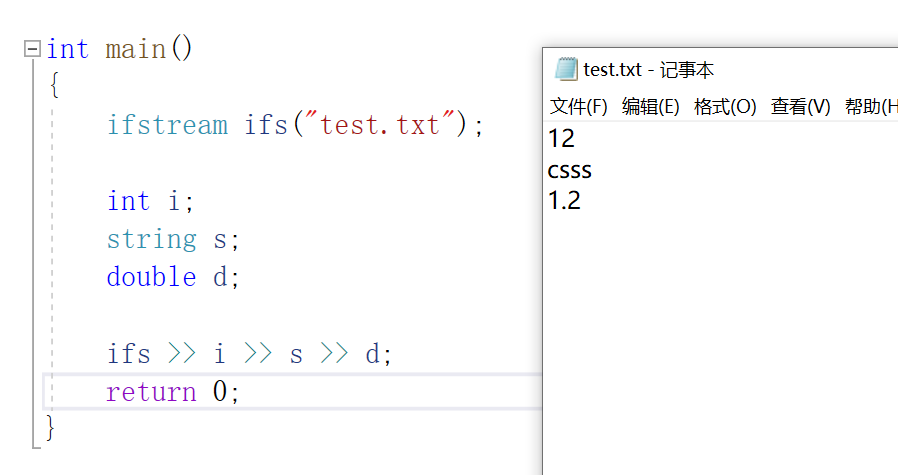 int main()
{
ifstream ifs("test.txt");
int i;
string s;
double d;
ifs >> i >> s >> d;
return 0;
}
test.txt - 记事本
文件(F) 编辑(E) 格式(O) 查看(V) 帮助(H
12
csss
1.2